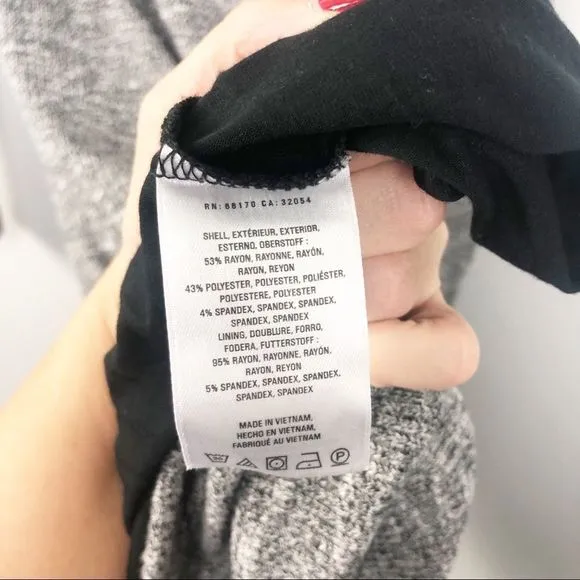 RN: 68170 CA: 32054
SHELL, EXTÉRIEUR, EXTERIOR,
ESTERNO, OBERSTOFF :
53% RAYON, RAYONNE, RAYÓN,
RAYON, REYON
43% POLYESTER, POLYESTER, POLIÉSTER,
POLYESTERE, POLYESTER
4% SPANDEX, SPANDEX, SPANDEX,
SPANDEX, SPANDEX
LINING, DOUBLURE, FORRO,
FODERA, FUTTERSTOFF :
95% RAYON, RAYONNE, RAYÓN,
RAYON, REYON
5% SPANDEX, SPANDEX, SPANDEX,
SPANDEX, SPANDEX
MADE IN VIETNAM,
HECHO EN VIETNAM,
FABRIQUÉ AU VIETNAM
P